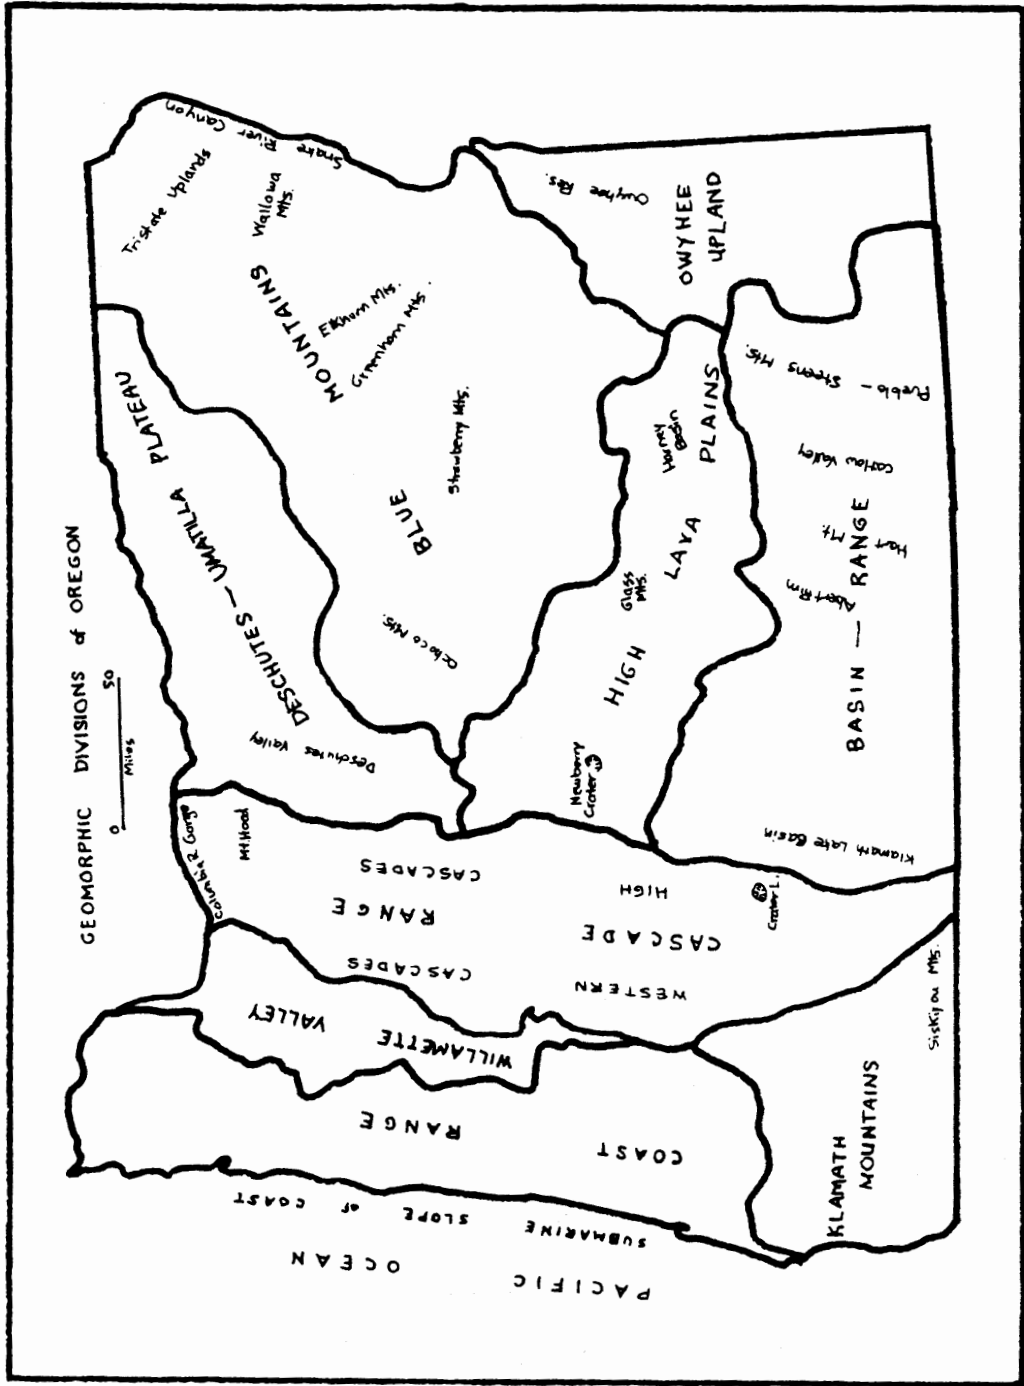 GEOMORPHIC DIVISIONS of OREGON
0 50
Miles
PACIFIC OCEAN
SUBMARINE SLOPE of COAST
COAST RANGE
WILLAMETTE VALLEY
KLAMATH
MOUNTAINS
Siskiyou Mts.
WESTERN CASCADES
CASCADE RANGE
HIGH CASCADES
Columbia R Gorge
Mt.Hood
Crater L.
DESCHUTES — UMATILLA PLATEAU
Deschutes Valley
BLUE MOUNTAINS
Ochoco Mts.
Strawberry Mts.
Greenhorn Mts.
Elkhorn Mts.
Wallowa
Mts.
Tristate Uplands
Snake River Canyon
HIGH LAVA PLAINS
Newberry
Crater
Glass
Mts.
Harney
Basin
OWYHEE
UPLAND
Owyhee Res.
BASIN — RANGE
Klamath Lake Basin
Abert Rim
Hart Mt.
Catlow Valley
Pueblo - Steens Mts.